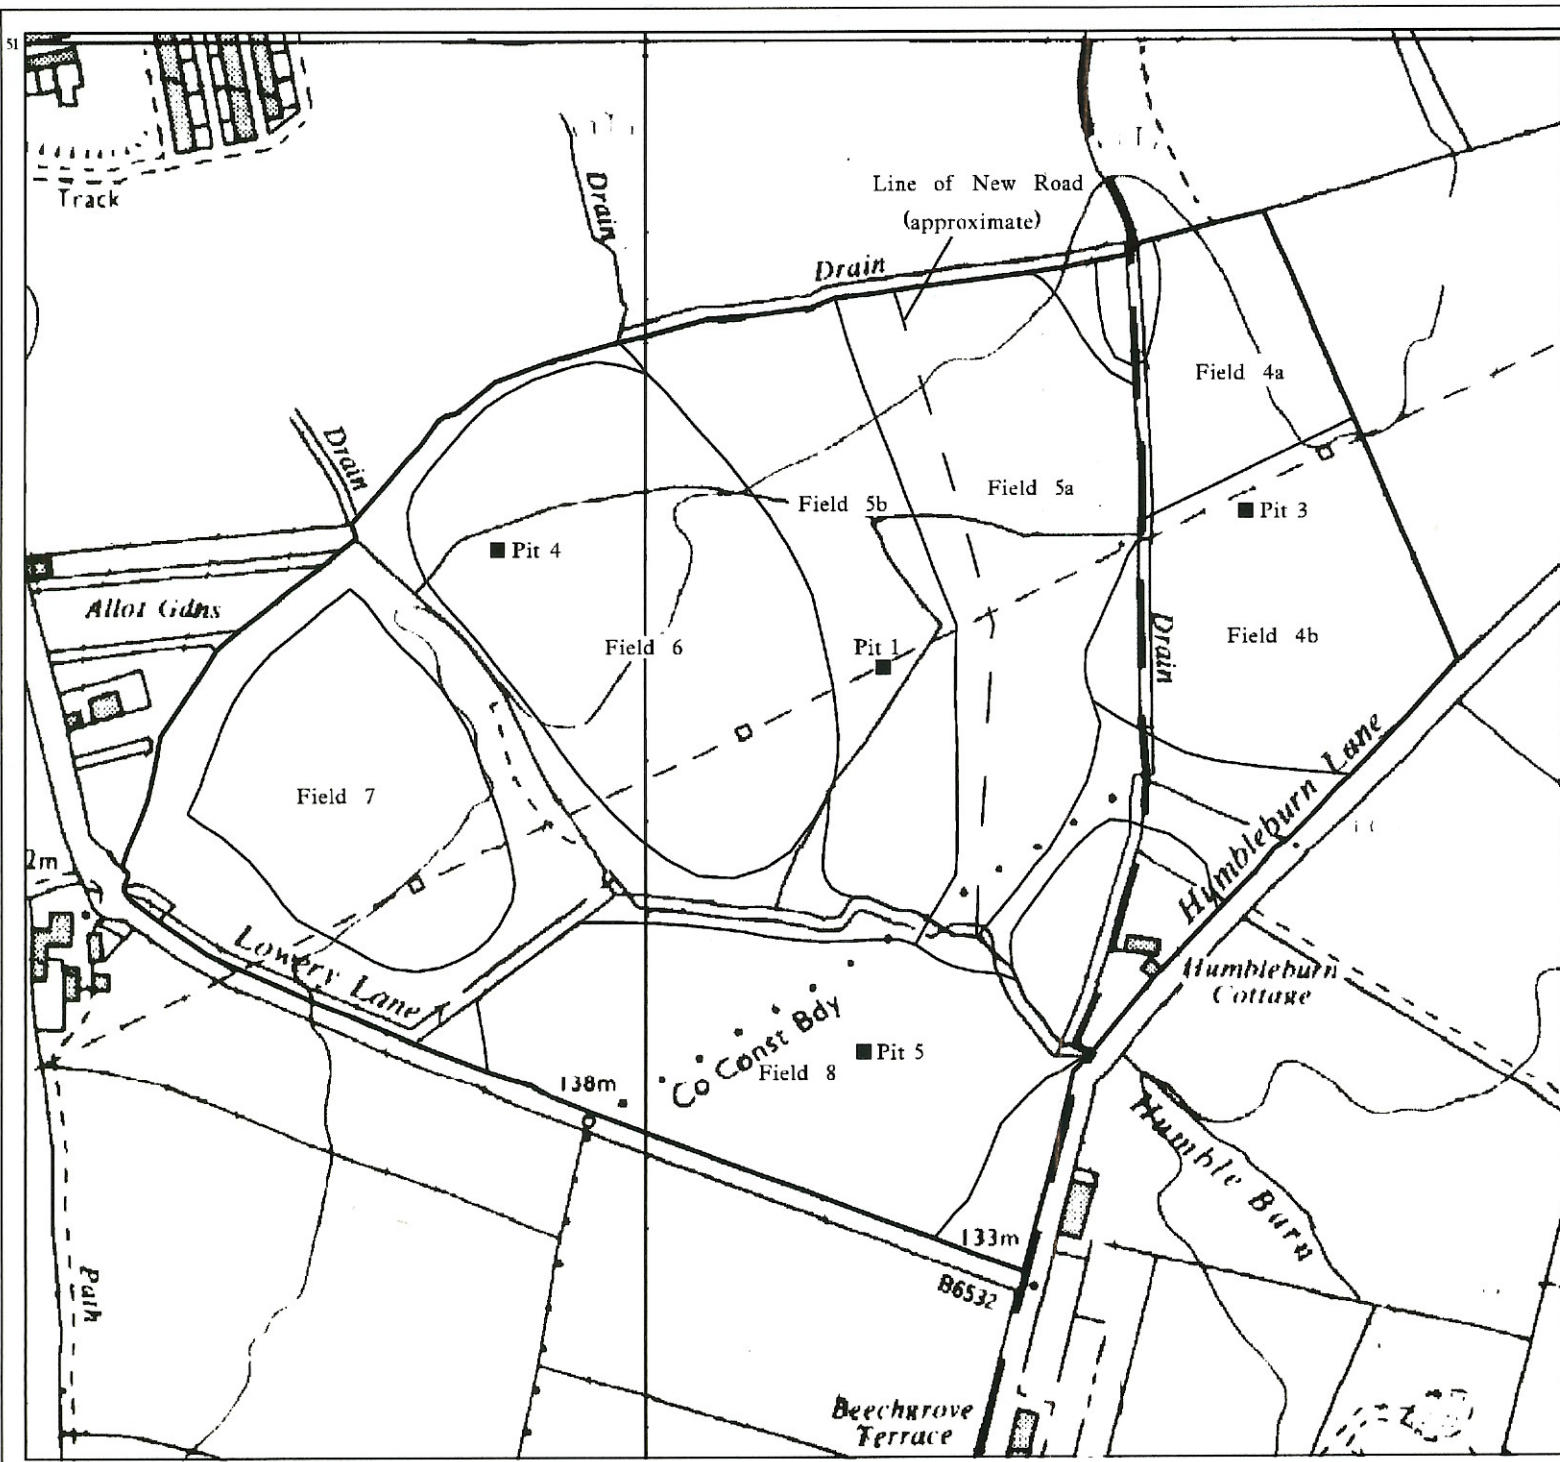 51
Track
Drain
Line of New Road
(approximate)
Drain
Drain
Field 4a
Field 5b
Field 5a
Pit 3
Pit 4
Allot Gdns
Field 6
Pit 1
Drain
Field 4b
Field 7
Humbleburn Lane
2m
Lowery Lane
Humbleburn
Cottage
Co Const Bdy
Pit 5
Field 8
138m
Humble Burn
133m
B6532
Path
Beechgrove
Terrace